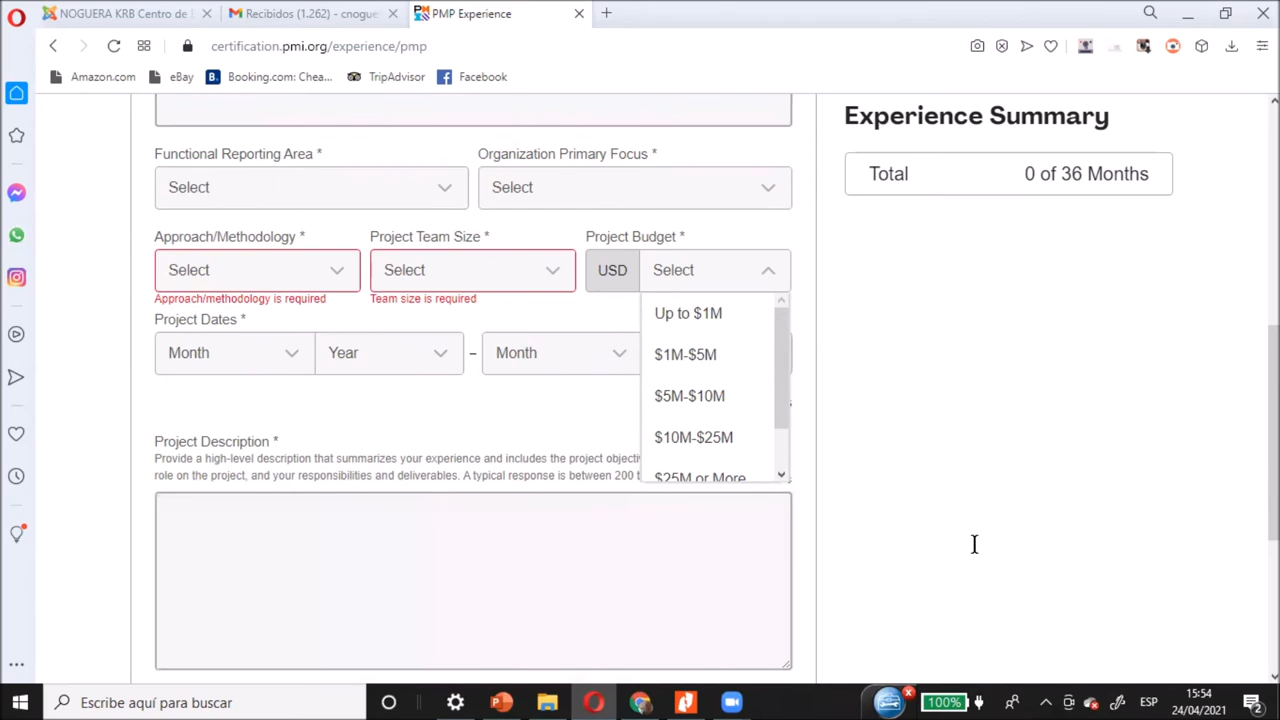 NOGUERA KRB Centro de
Recibidos (1.262) - cnogue
PMP Experience
certification.pmi.org/experience/pmp
Amazon.com
eBay
B.
Booking.com: Chea...
TripAdvisor
Facebook
Experience Summary
Total 0 of 36 Months
Functional Reporting Area * Organization Primary Focus *
Select Select
Approach/Methodology * Project Team Size * Project Budget *
Select Select USD Select
Approach/methodology is required Team size is required
Up to $1M
Project Dates *
Month Year – Month
$1M-$5M
$5M-$10M
$10M-$25M
$25M or More
Project Description *
Provide a high-level description that summarizes your experience and includes the project objectiv
role on the project, and your responsibilities and deliverables. A typical response is between 200 t
Escribe aquí para buscar
100%
ESP
15:54
24/04/2021
2